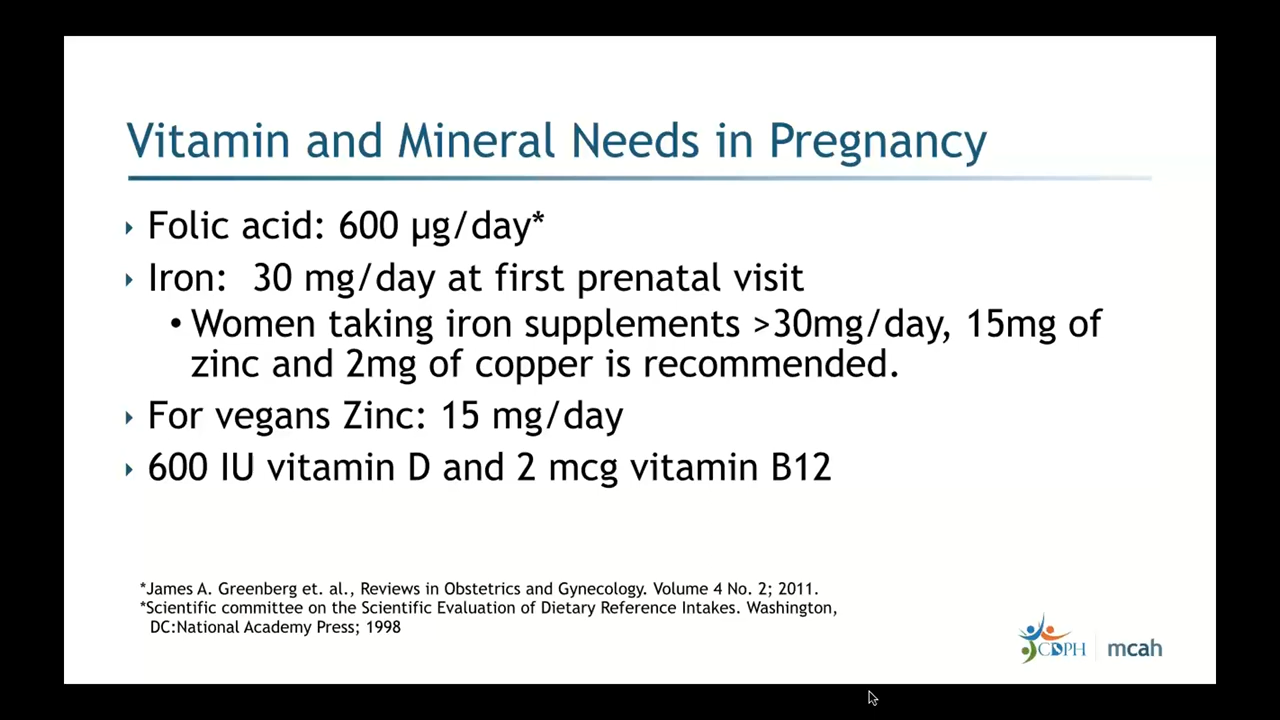 Vitamin and Mineral Needs in Pregnancy
Folic acid: 600 µg/day*
Iron: 30 mg/day at first prenatal visit
• Women taking iron supplements >30mg/day, 15mg of
zinc and 2mg of copper is recommended.
For vegans Zinc: 15 mg/day
600 IU vitamin D and 2 mcg vitamin B12
*James A. Greenberg et. al., Reviews in Obstetrics and Gynecology. Volume 4 No. 2; 2011.
*Scientific committee on the Scientific Evaluation of Dietary Reference Intakes. Washington,
DC:National Academy Press; 1998
CDPH | mcah